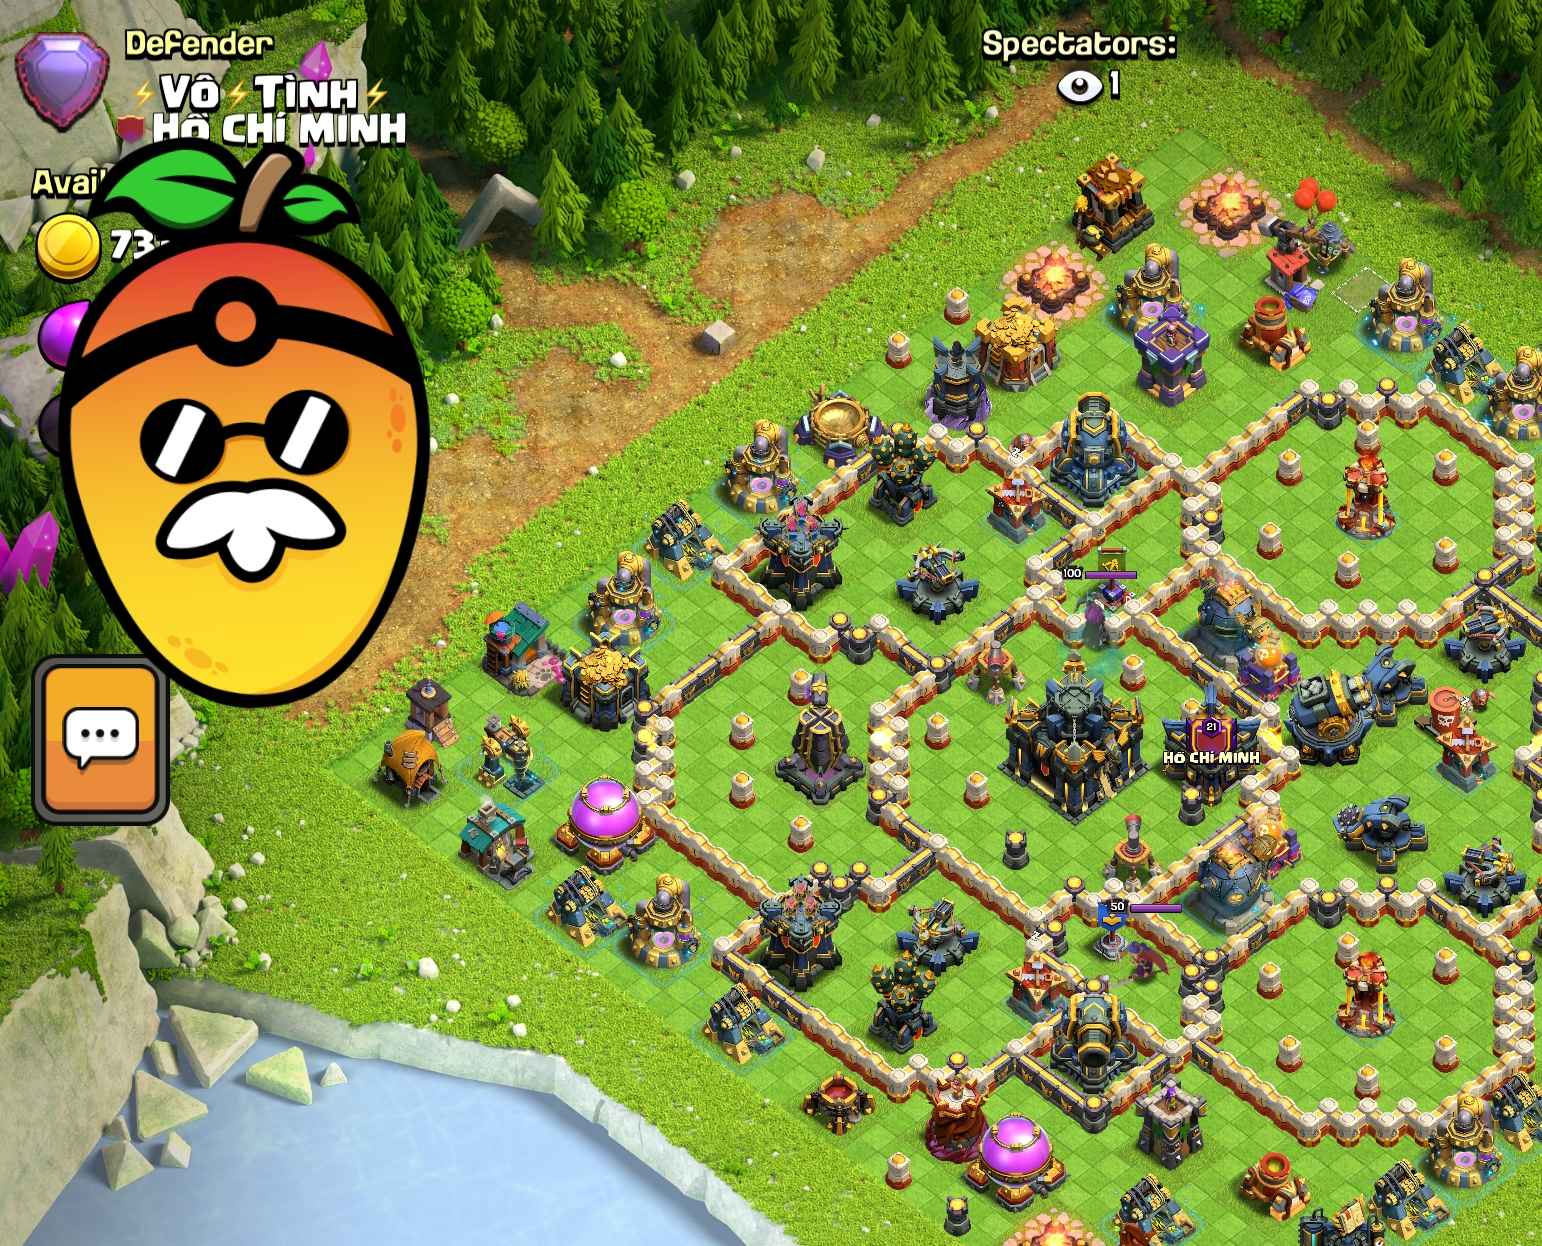 Defender
Spectators:
⚡VÔ⚡TÌNH⚡
1
HỒ CHÍ MINH
Avail
73
100
21
HỒ CHÍ MINH
50